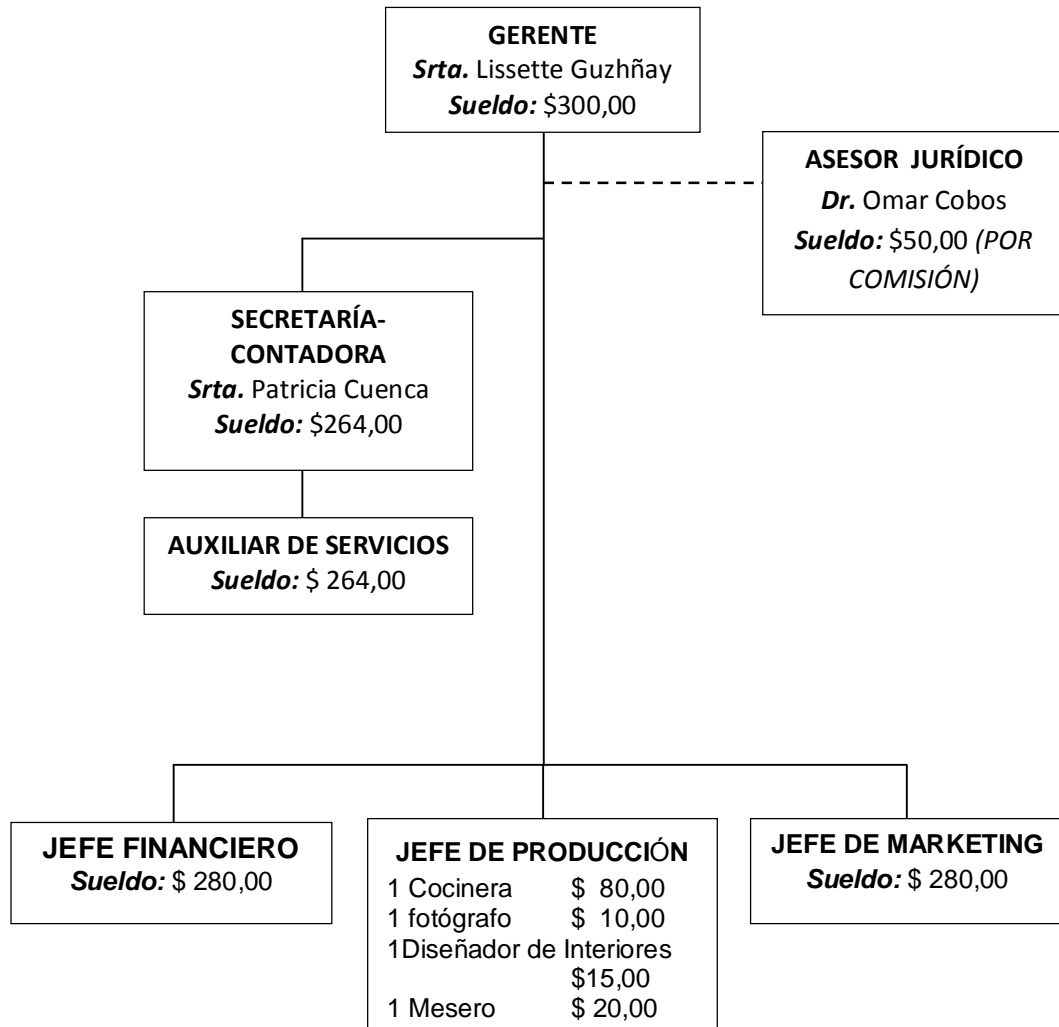 GERENTE
Srta. Lissette Guzhñay
Sueldo: $300,00
ASESOR JURÍDICO
Dr. Omar Cobos
Sueldo: $50,00 (POR
COMISIÓN)
SECRETARÍA-
CONTADORA
Srta. Patricia Cuenca
Sueldo: $264,00
AUXILIAR DE SERVICIOS
Sueldo: $ 264,00
JEFE FINANCIERO
Sueldo: $ 280,00
JEFE DE PRODUCCIÓN
1 Cocinera $ 80,00
1 fotógrafo $ 10,00
1Diseñador de Interiores
$15,00
1 Mesero $ 20,00
JEFE DE MARKETING
Sueldo: $ 280,00